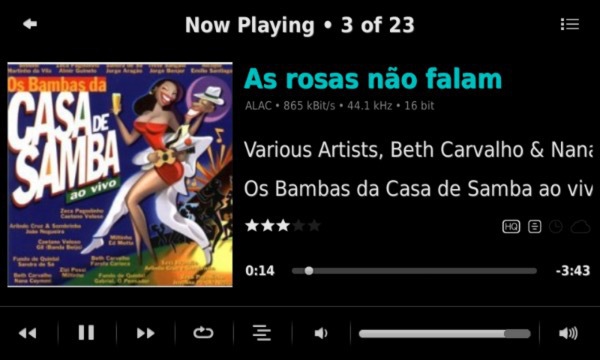 Now Playing • 3 of 23
As rosas não falam
ALAC • 865 kBit/s • 44.1 kHz • 16 bit
Various Artists, Beth Carvalho & Nana
Os Bambas da Casa de Samba ao viv
HQ
0:14
-3:43
Martinho da Vila
Almir Guineto
Jorge Aragão
Emílio Santiago
Os Bambas da
CASA DE
SAMBA
ao vivo
Zeca Pagodinho
Caetano Veloso
Arlindo Cruz & Sombrinha
João Nogueira
Miltinho
Ed Motta
Caetano Veloso
Gil (Banda Beijo)
Fundo de Quintal
Sandra de Sá
Beth Carvalho
Farofa Carioca
Beth Carvalho
Nana Caymmi
Zizi Possi
Miltinho
Fundo de Quintal
Gabriel, O Pensador